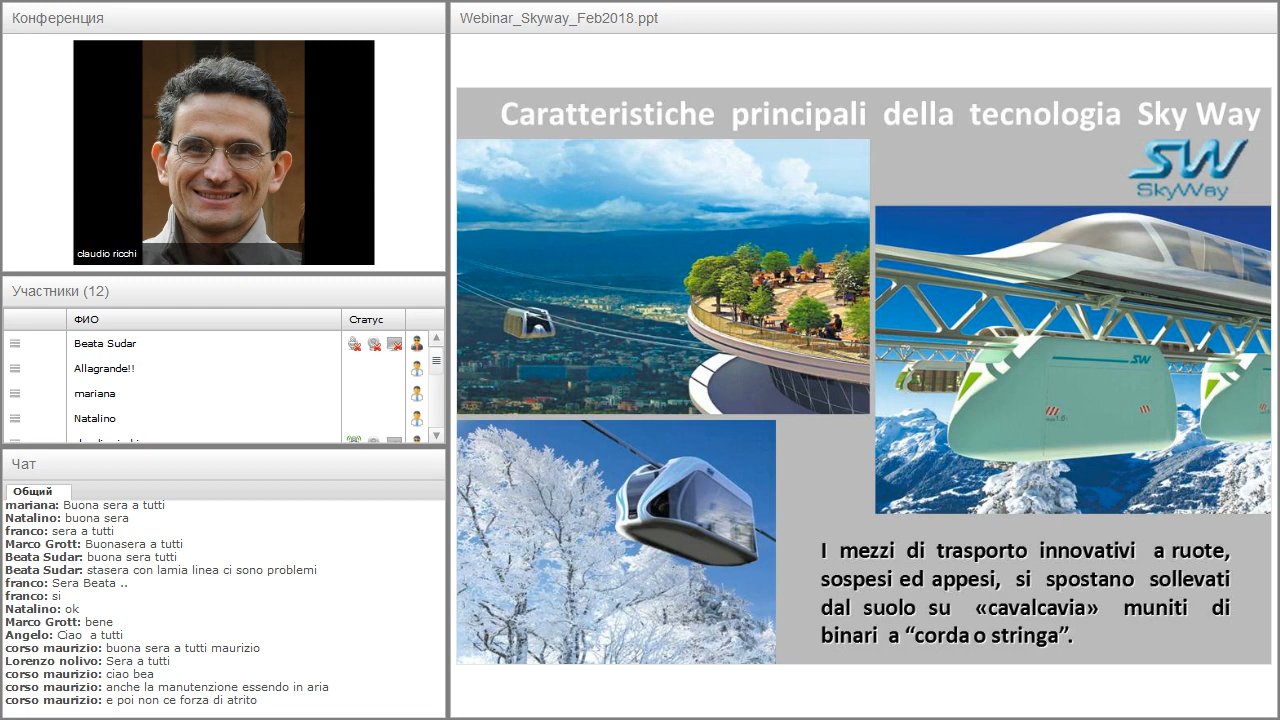 Конференция
claudio ricchi
Участники (12)
ФИО
Статус
Beata Sudar
Allagrande!!
mariana
Natalino
Чат
Общий
mariana: Buona sera a tutti
Natalino: buona sera
franco: sera a tutti
Marco Grott: Buonasera a tutti
Beata Sudar: buona sera tutti
Beata Sudar: stasera con lamia linea ci sono problemi
franco: Sera Beata ..
franco: si
Natalino: ok
Marco Grott: bene
Angelo: Ciao  a tutti
corso maurizio: buona sera a tutti maurizio
Lorenzo nolivo: Sera a tutti
corso maurizio: ciao bea
corso maurizio: anche la manutenzione essendo in aria
corso maurizio: e poi non ce forza di atrito
Webinar_Skyway_Feb2018.ppt
Caratteristiche principali della tecnologia Sky Way
SW
SkyWay
SW
I mezzi di trasporto innovativi a ruote,
sospesi ed appesi, si spostano sollevati
dal suolo su «cavalcavia» muniti di
binari a “corda o stringa”.